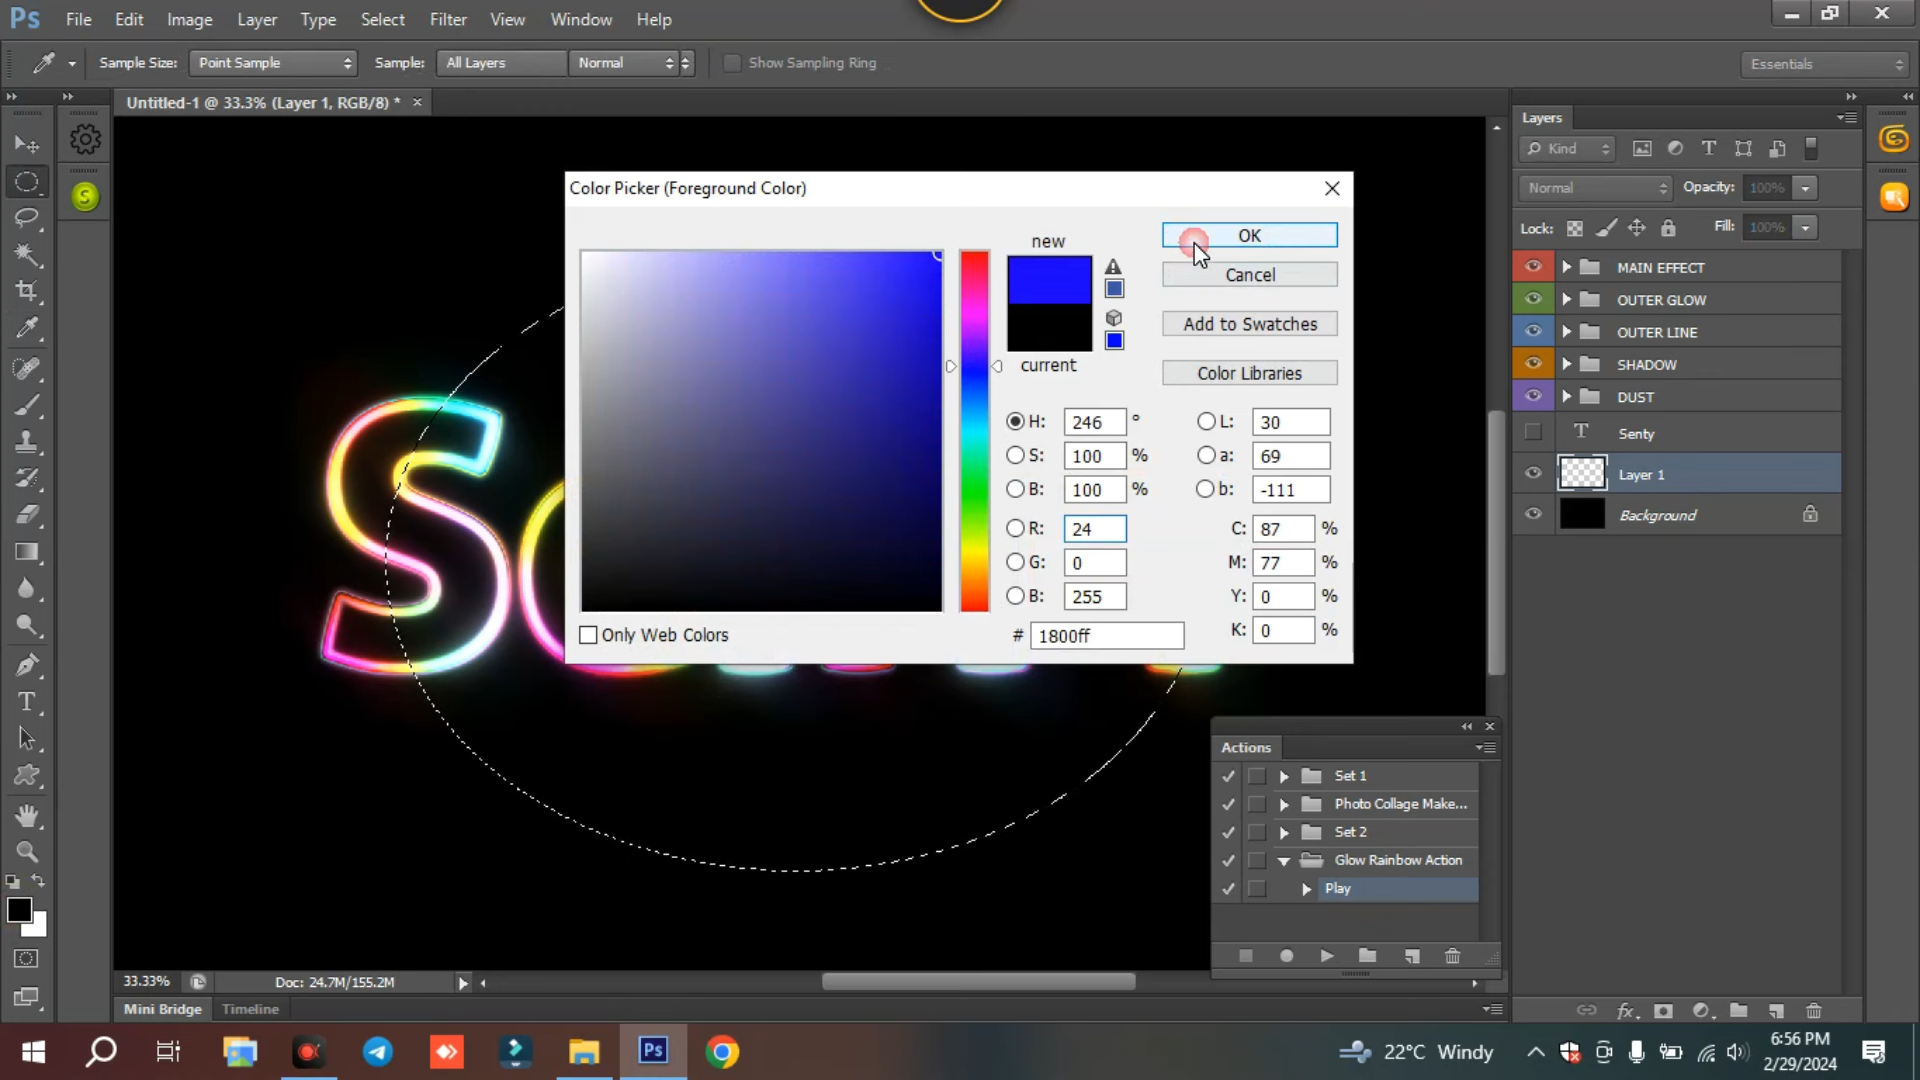 Ps File Edit Image Layer Type Select Filter View Window Help
Sample Size: Point Sample Sample: All Layers Normal Show Sampling Ring Essentials
Untitled-1 @ 33.3% (Layer 1, RGB/8) * ×
Color Picker (Foreground Color)
new
current
OK
Cancel
Add to Swatches
Color Libraries
H: 246 °
S: 100 %
B: 100 %
R: 24
G: 0
B: 255
# 1800ff
L: 30
a: 69
b: -111
C: 87 %
M: 77 %
Y: 0 %
K: 0 %
Only Web Colors
S
Layers
Kind
Normal Opacity: 100%
Lock: Fill: 100%
MAIN EFFECT
OUTER GLOW
OUTER LINE
SHADOW
DUST
T Senty
Layer 1
Background
fx
Actions
Set 1
Photo Collage Make...
Set 2
Glow Rainbow Action
Play
33.33% Doc: 24.7M/155.2M
Mini Bridge Timeline
Ps
22°C Windy
6:56 PM
2/29/2024